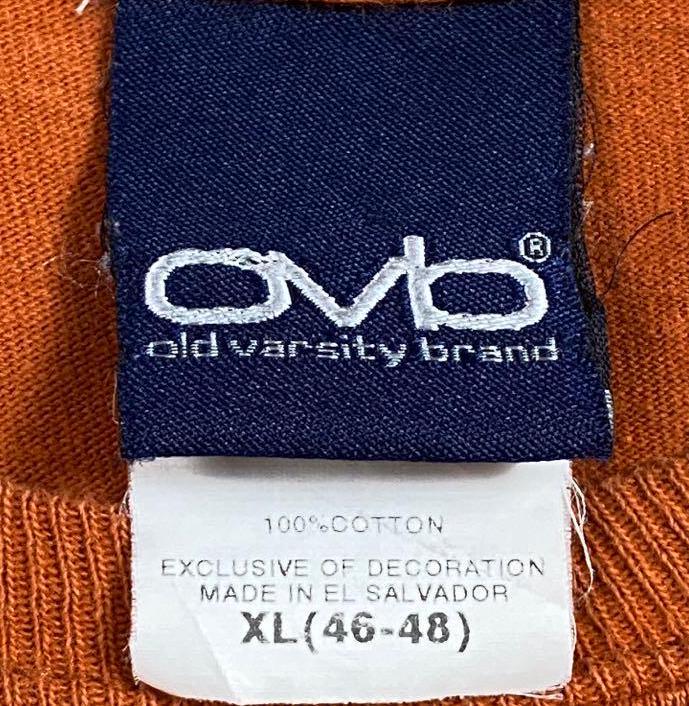 ovb®
old varsity brand
100%COTTON
EXCLUSIVE OF DECORATION
MADE IN EL SALVADOR
XL(46-48)